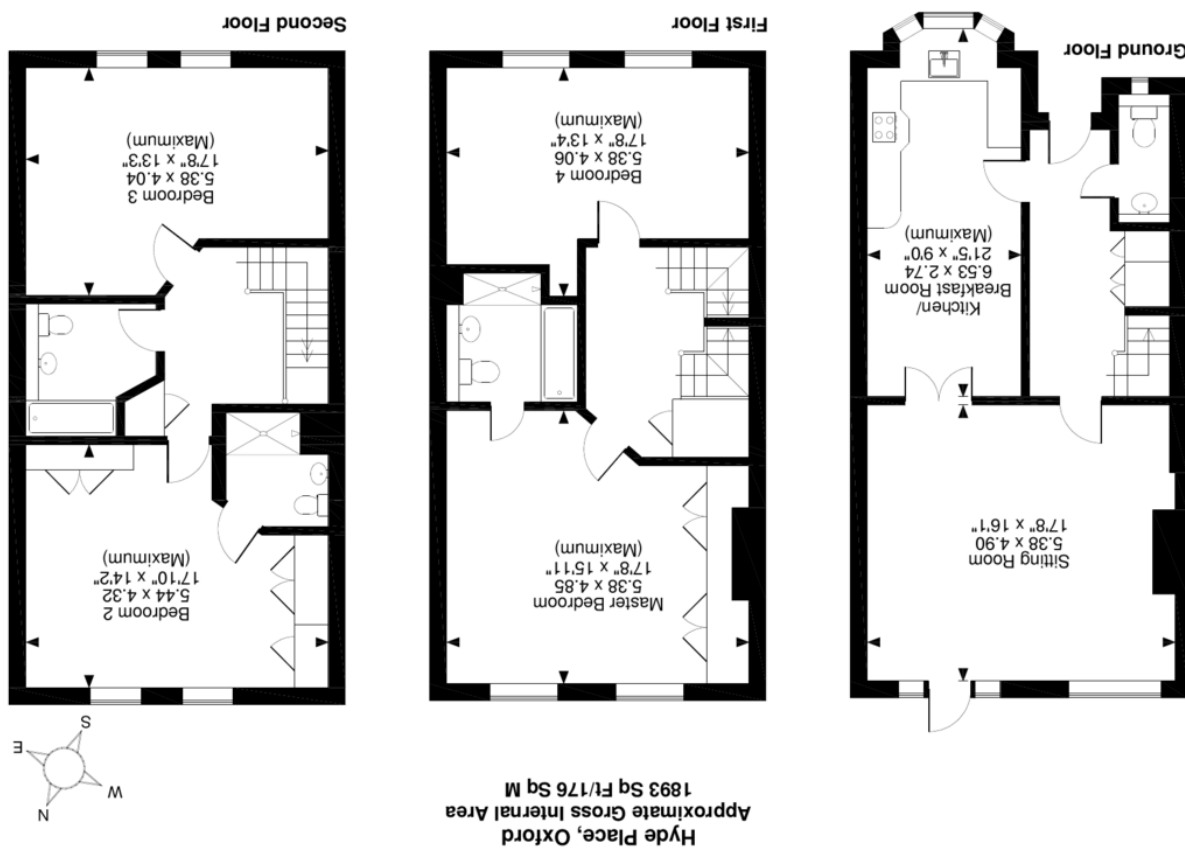 Hyde Place, Oxford
Approximate Gross Internal Area
1893 Sq Ft/176 Sq M
N
W
E
S
Sitting Room
5.38 x 4.90
17'8" x 16'1"
Kitchen/
Breakfast Room
6.53 x 2.74
21'5" x 9'0"
(Maximum)
Ground Floor
Master Bedroom
5.38 x 4.85
17'8" x 15'11"
(Maximum)
Bedroom 4
5.38 x 4.06
17'8" x 13'4"
(Maximum)
First Floor
Bedroom 2
5.44 x 4.32
17'10" x 14'2"
(Maximum)
Bedroom 3
5.38 x 4.04
17'8" x 13'3"
(Maximum)
Second Floor